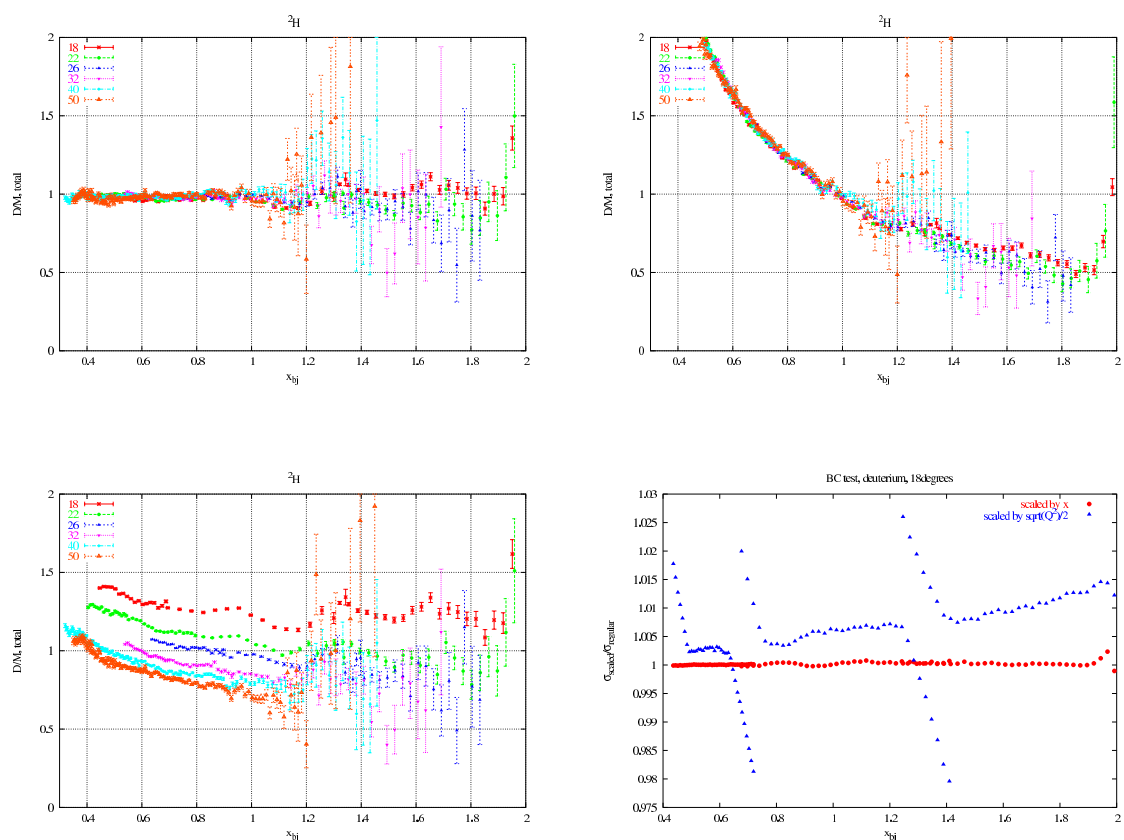 ²H
2
1.5
1
0.5
0
D/M, total
18
22
26
32
40
50
0.4 0.6 0.8 1 1.2 1.4 1.6 1.8 2
x_bj
²H
2
1.5
1
0.5
0
D/M, total
18
22
26
32
40
50
0.4 0.6 0.8 1 1.2 1.4 1.6 1.8 2
x_bj
²H
2
1.5
1
0.5
0
D/M, total
18
22
26
32
40
50
0.4 0.6 0.8 1 1.2 1.4 1.6 1.8 2
x_bj
BC test, deuterium, 18degrees
1.03
1.025
1.02
1.015
1.01
1.005
1
0.995
0.99
0.985
0.98
0.975
σ_scaled/σ_regular
scaled by x
scaled by sqrt(Q²)/2
0.4 0.6 0.8 1 1.2 1.4 1.6 1.8 2
x_bj